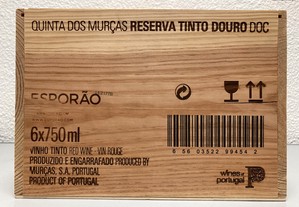 QUINTA DOS MURÇAS RESERVA TINTO DOURO DOC
ESPORÃO
6x750ml
VINHO TINTO RED WINE - VIN ROUGE
PRODUZIDO E ENGARRAFADO PRODUCED BY
MURÇAS, S.A. PORTUGAL
PRODUCT OF PORTUGAL
5 60 03522 99454 2
wines of
portugal